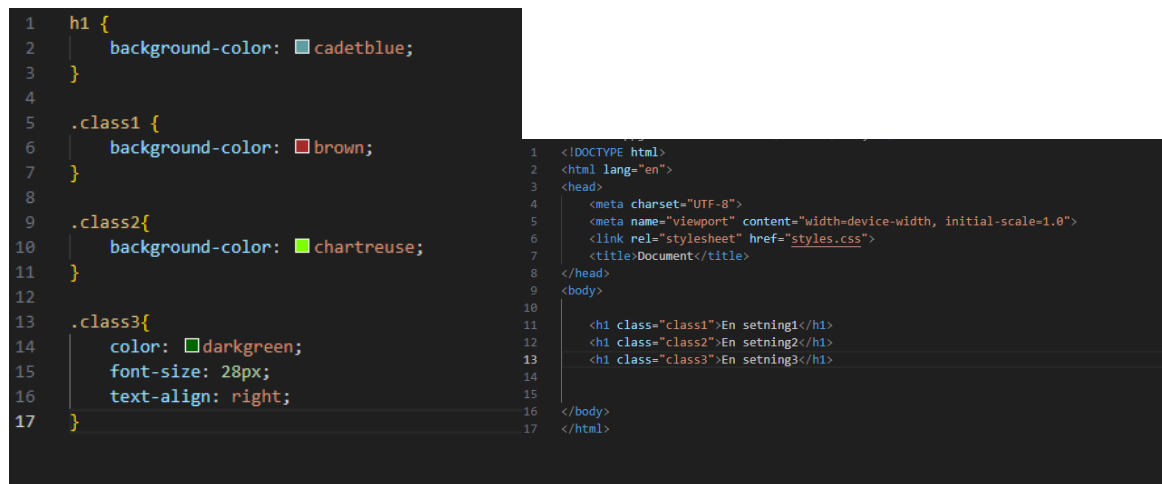 1 h1 {
2 background-color: cadetblue;
3 }
4
5 .class1 {
6 background-color: brown;
7 }
8
9 .class2{
10 background-color: chartreuse;
11 }
12
13 .class3{
14 color: darkgreen;
15 font-size: 28px;
16 text-align: right;
17 }
1 <!DOCTYPE html>
2 <html lang="en">
3 <head>
4 <meta charset="UTF-8">
5 <meta name="viewport" content="width=device-width, initial-scale=1.0">
6 <link rel="stylesheet" href="styles.css">
7 <title>Document</title>
8 </head>
9 <body>
10
11 <h1 class="class1">En setning1</h1>
12 <h1 class="class2">En setning2</h1>
13 <h1 class="class3">En setning3</h1>
14
15
16 </body>
17 </html>